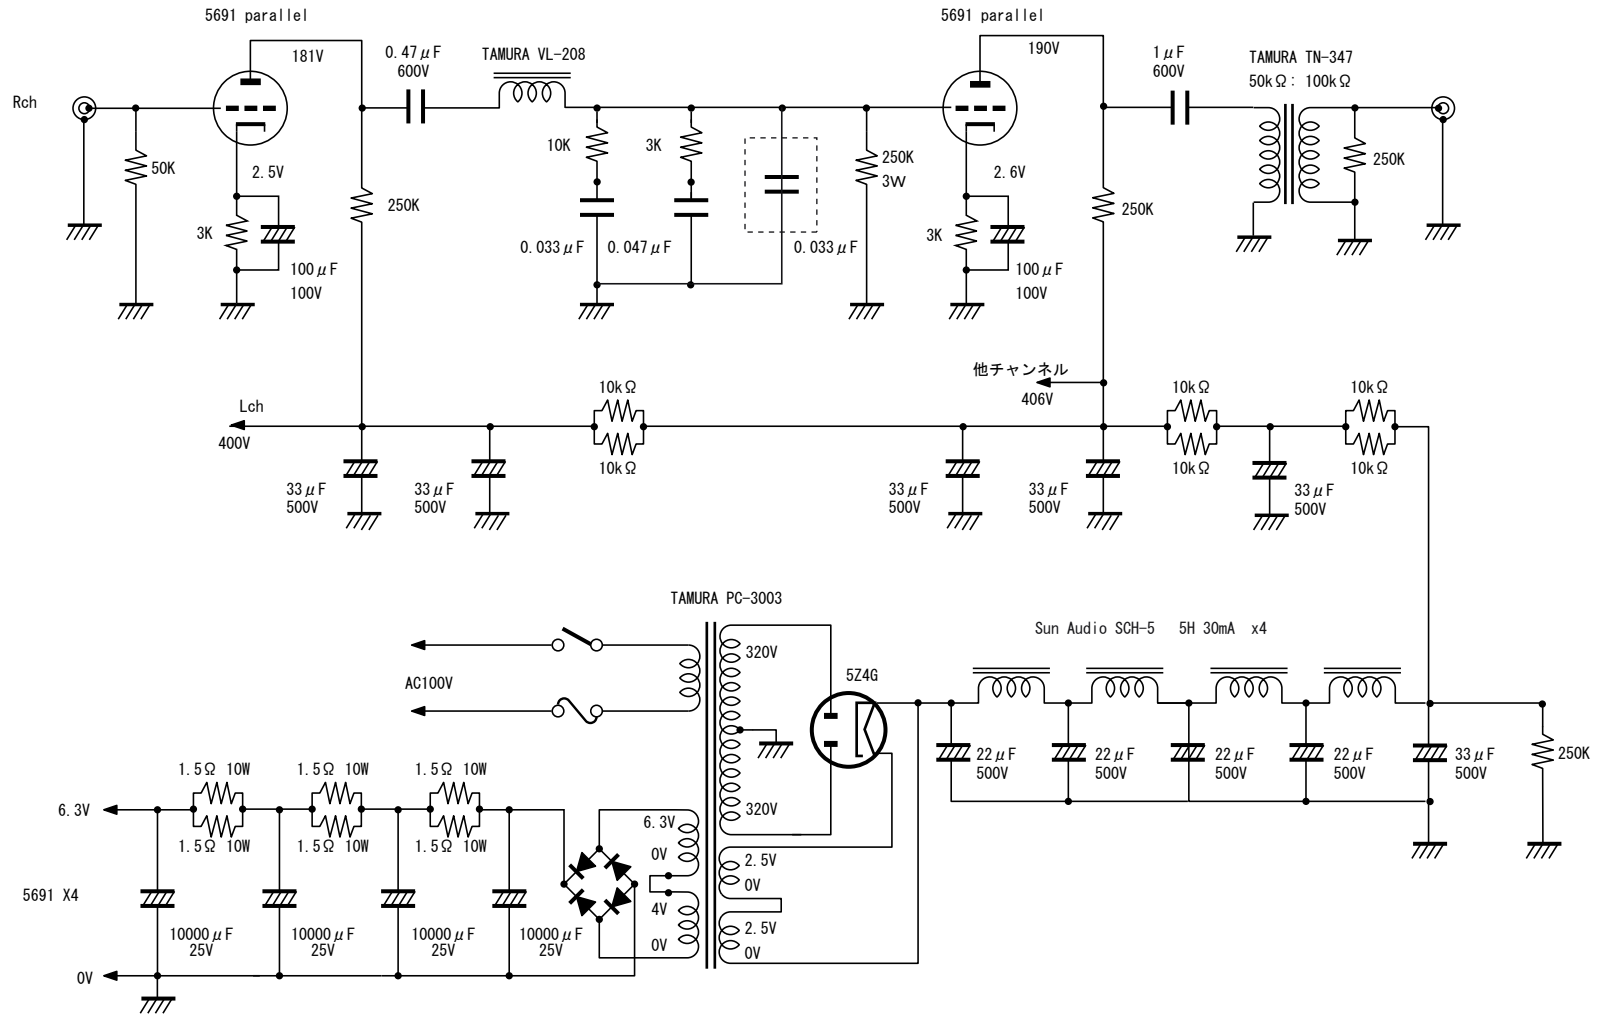 5691 parallel
5691 parallel
181V
0.47μF
600V
TAMURA VL-208
190V
1μF
600V
TAMURA TN-347
50kΩ: 100kΩ
Rch
50K
2.5V
10K
3K
250K
3W
2.6V
250K
250K
250K
3K
3K
0.033μF
0.047μF
0.033μF
100μF
100V
100μF
100V
他チャンネル
406V
10kΩ
10kΩ
10kΩ
Lch
400V
10kΩ
10kΩ
10kΩ
33μF
500V
33μF
500V
33μF
500V
33μF
500V
33μF
500V
TAMURA PC-3003
Sun Audio SCH-5 5H 30mA x4
320V
AC100V
5Z4G
22μF
500V
22μF
500V
22μF
500V
22μF
500V
33μF
500V
250K
1.5Ω 10W
1.5Ω 10W
1.5Ω 10W
6.3V
320V
6.3V
1.5Ω 10W
1.5Ω 10W
1.5Ω 10W
0V
2.5V
0V
5691 X4
4V
2.5V
0V
0V
10000μF
25V
10000μF
25V
10000μF
25V
10000μF
25V
0V